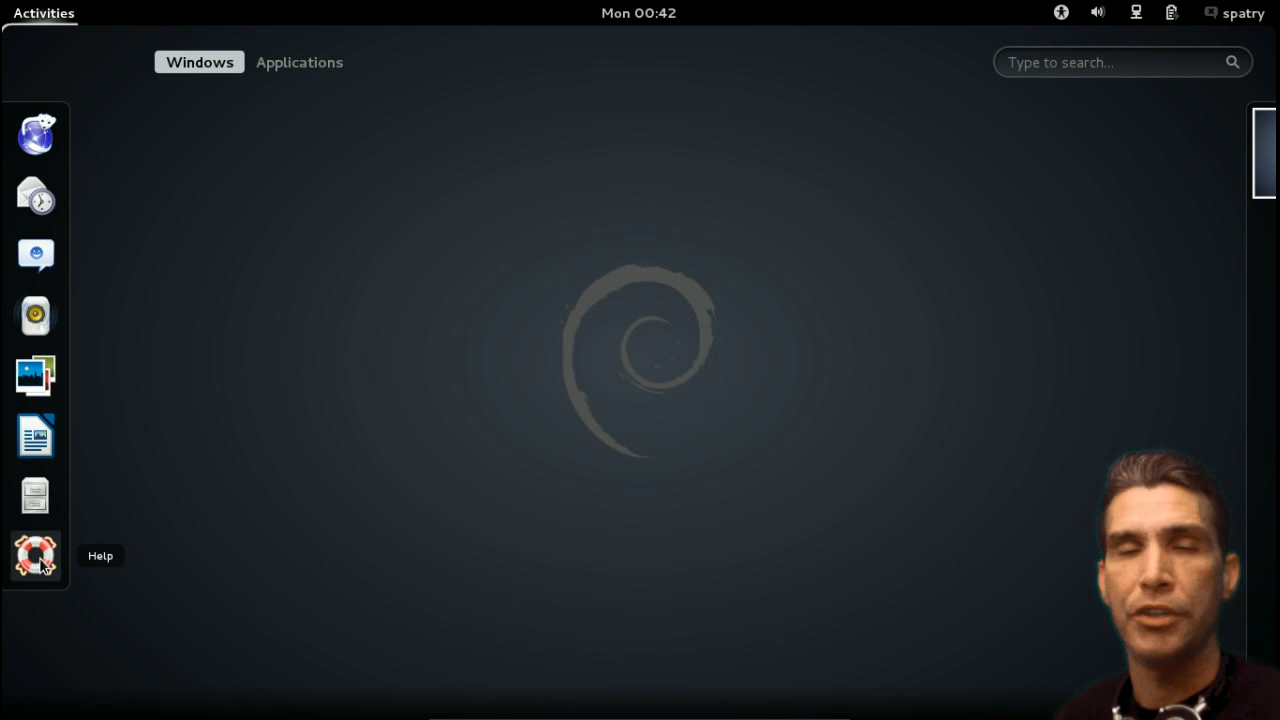 Activities
Mon 00:42
spatry
Windows
Applications
Type to search...
Help